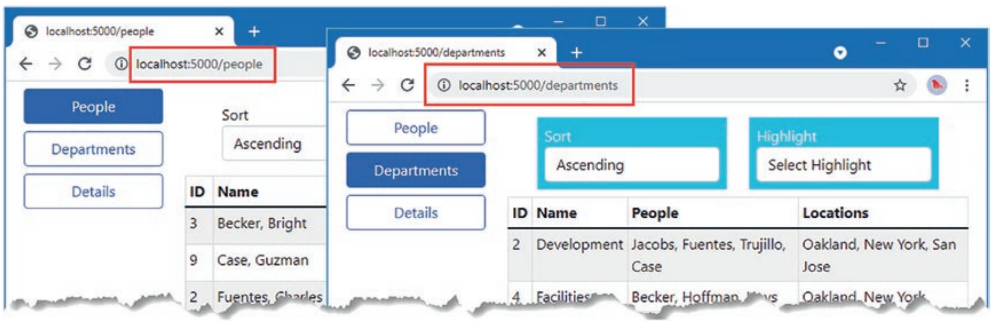 localhost:5000/people
localhost:5000/people
People
Departments
Details
Sort
Ascending
ID Name
3 Becker, Bright
9 Case, Guzman
2 Fuentes, Charles
localhost:5000/departments
localhost:5000/departments
People
Departments
Details
Sort
Ascending
Highlight
Select Highlight
ID Name People Locations
2 Development Jacobs, Fuentes, Trujillo, Oakland, New York, San
Case Jose
4 Facilities Becker, Hoffman, Oakland, New York